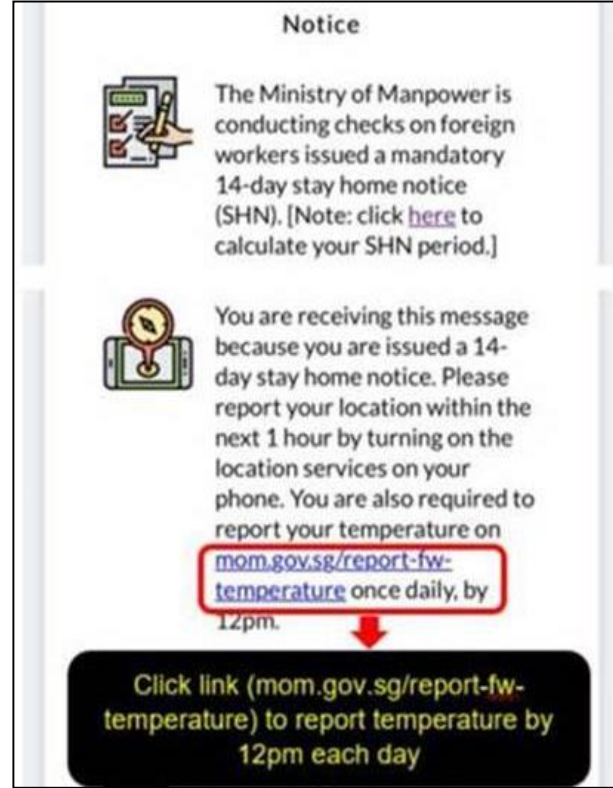 Notice
The Ministry of Manpower is
conducting checks on foreign
workers issued a mandatory
14-day stay home notice
(SHN). [Note: click here to
calculate your SHN period.]
You are receiving this message
because you are issued a 14-
day stay home notice. Please
report your location within the
next 1 hour by turning on the
location services on your
phone. You are also required to
report your temperature on
mom.gov.sg/report-fw-
temperature once daily, by
12pm.
Click link (mom.gov.sg/report-fw-
temperature) to report temperature by
12pm each day